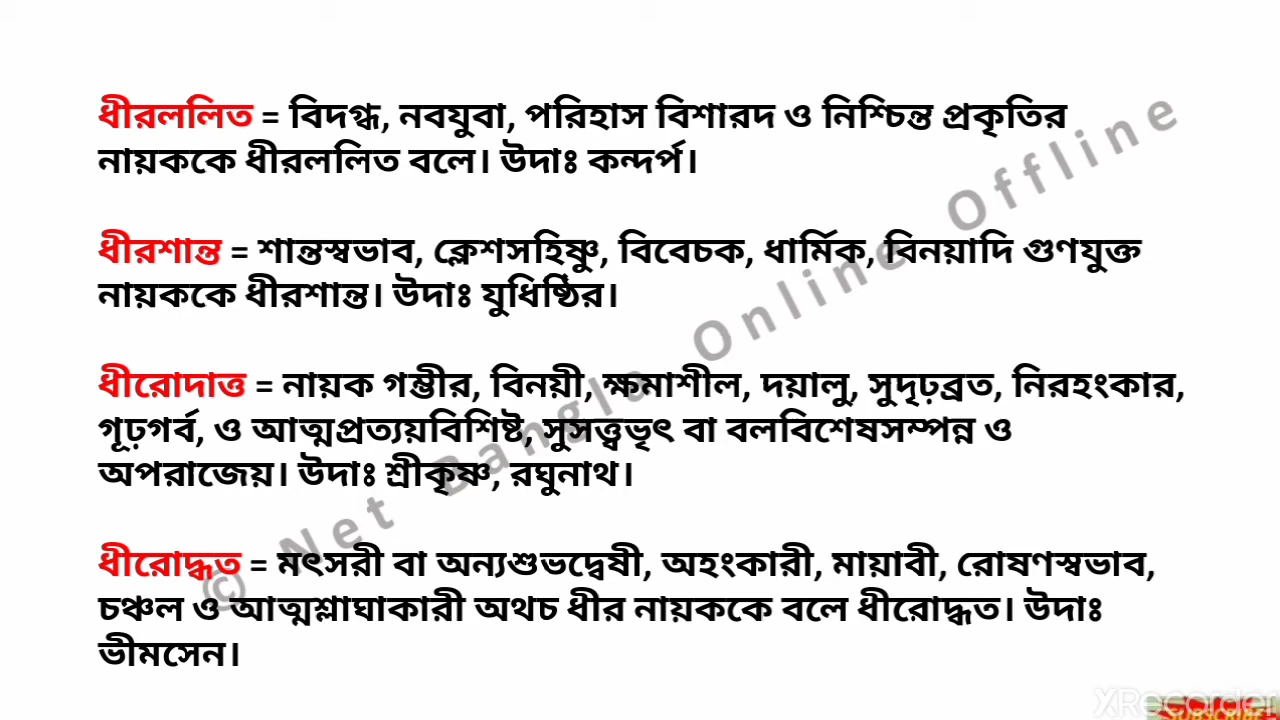 ধীরললিত = বিদগ্ধ, নবযুবা, পরিহাস বিশারদ ও নিশ্চিন্ত প্রকৃতির
নায়ককে ধীরললিত বলে। উদাঃ কন্দর্প।
ধীরশান্ত = শান্তস্বভাব, ক্লেশসহিষ্ণু, বিবেচক, ধার্মিক, বিনয়াদি গুণযুক্ত
নায়ককে ধীরশান্ত। উদাঃ যুধিষ্ঠির।
ধীরোদাত্ত = নায়ক গম্ভীর, বিনয়ী, ক্ষমাশীল, দয়ালু, সুদৃঢ়ব্রত, নিরহংকার,
গূঢ়গর্ব, ও আত্মপ্রত্যয়বিশিষ্ট, সুসত্ত্বভৃৎ বা বলবিশেষসম্পন্ন ও
অপরাজেয়। উদাঃ শ্রীকৃষ্ণ, রঘুনাথ।
ধীরোদ্ধত = মৎসরী বা অন্যশুভদ্বেষী, অহংকারী, মায়াবী, রোষণস্বভাব,
চঞ্চল ও আত্মশ্লাঘাকারী অথচ ধীর নায়ককে বলে ধীরোদ্ধত। উদাঃ
ভীমসেন।
© Net Bangla Online Offline
XRecorder
SUBSCRIBE